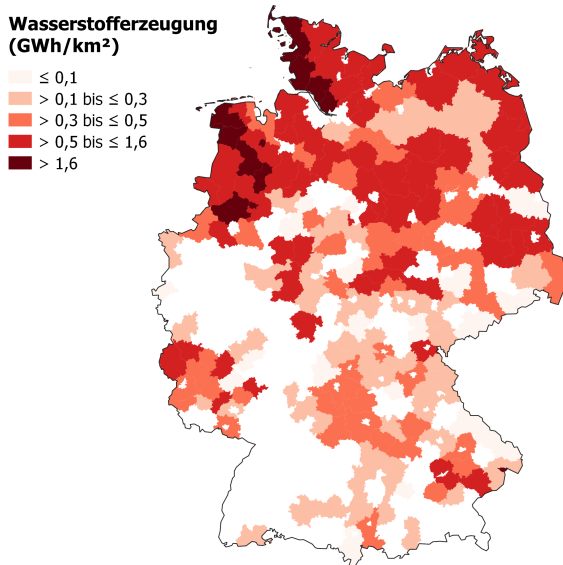 Wasserstofferzeugung
(GWh/km²)
≤ 0,1
> 0,1 bis ≤ 0,3
> 0,3 bis ≤ 0,5
> 0,5 bis ≤ 1,6
> 1,6